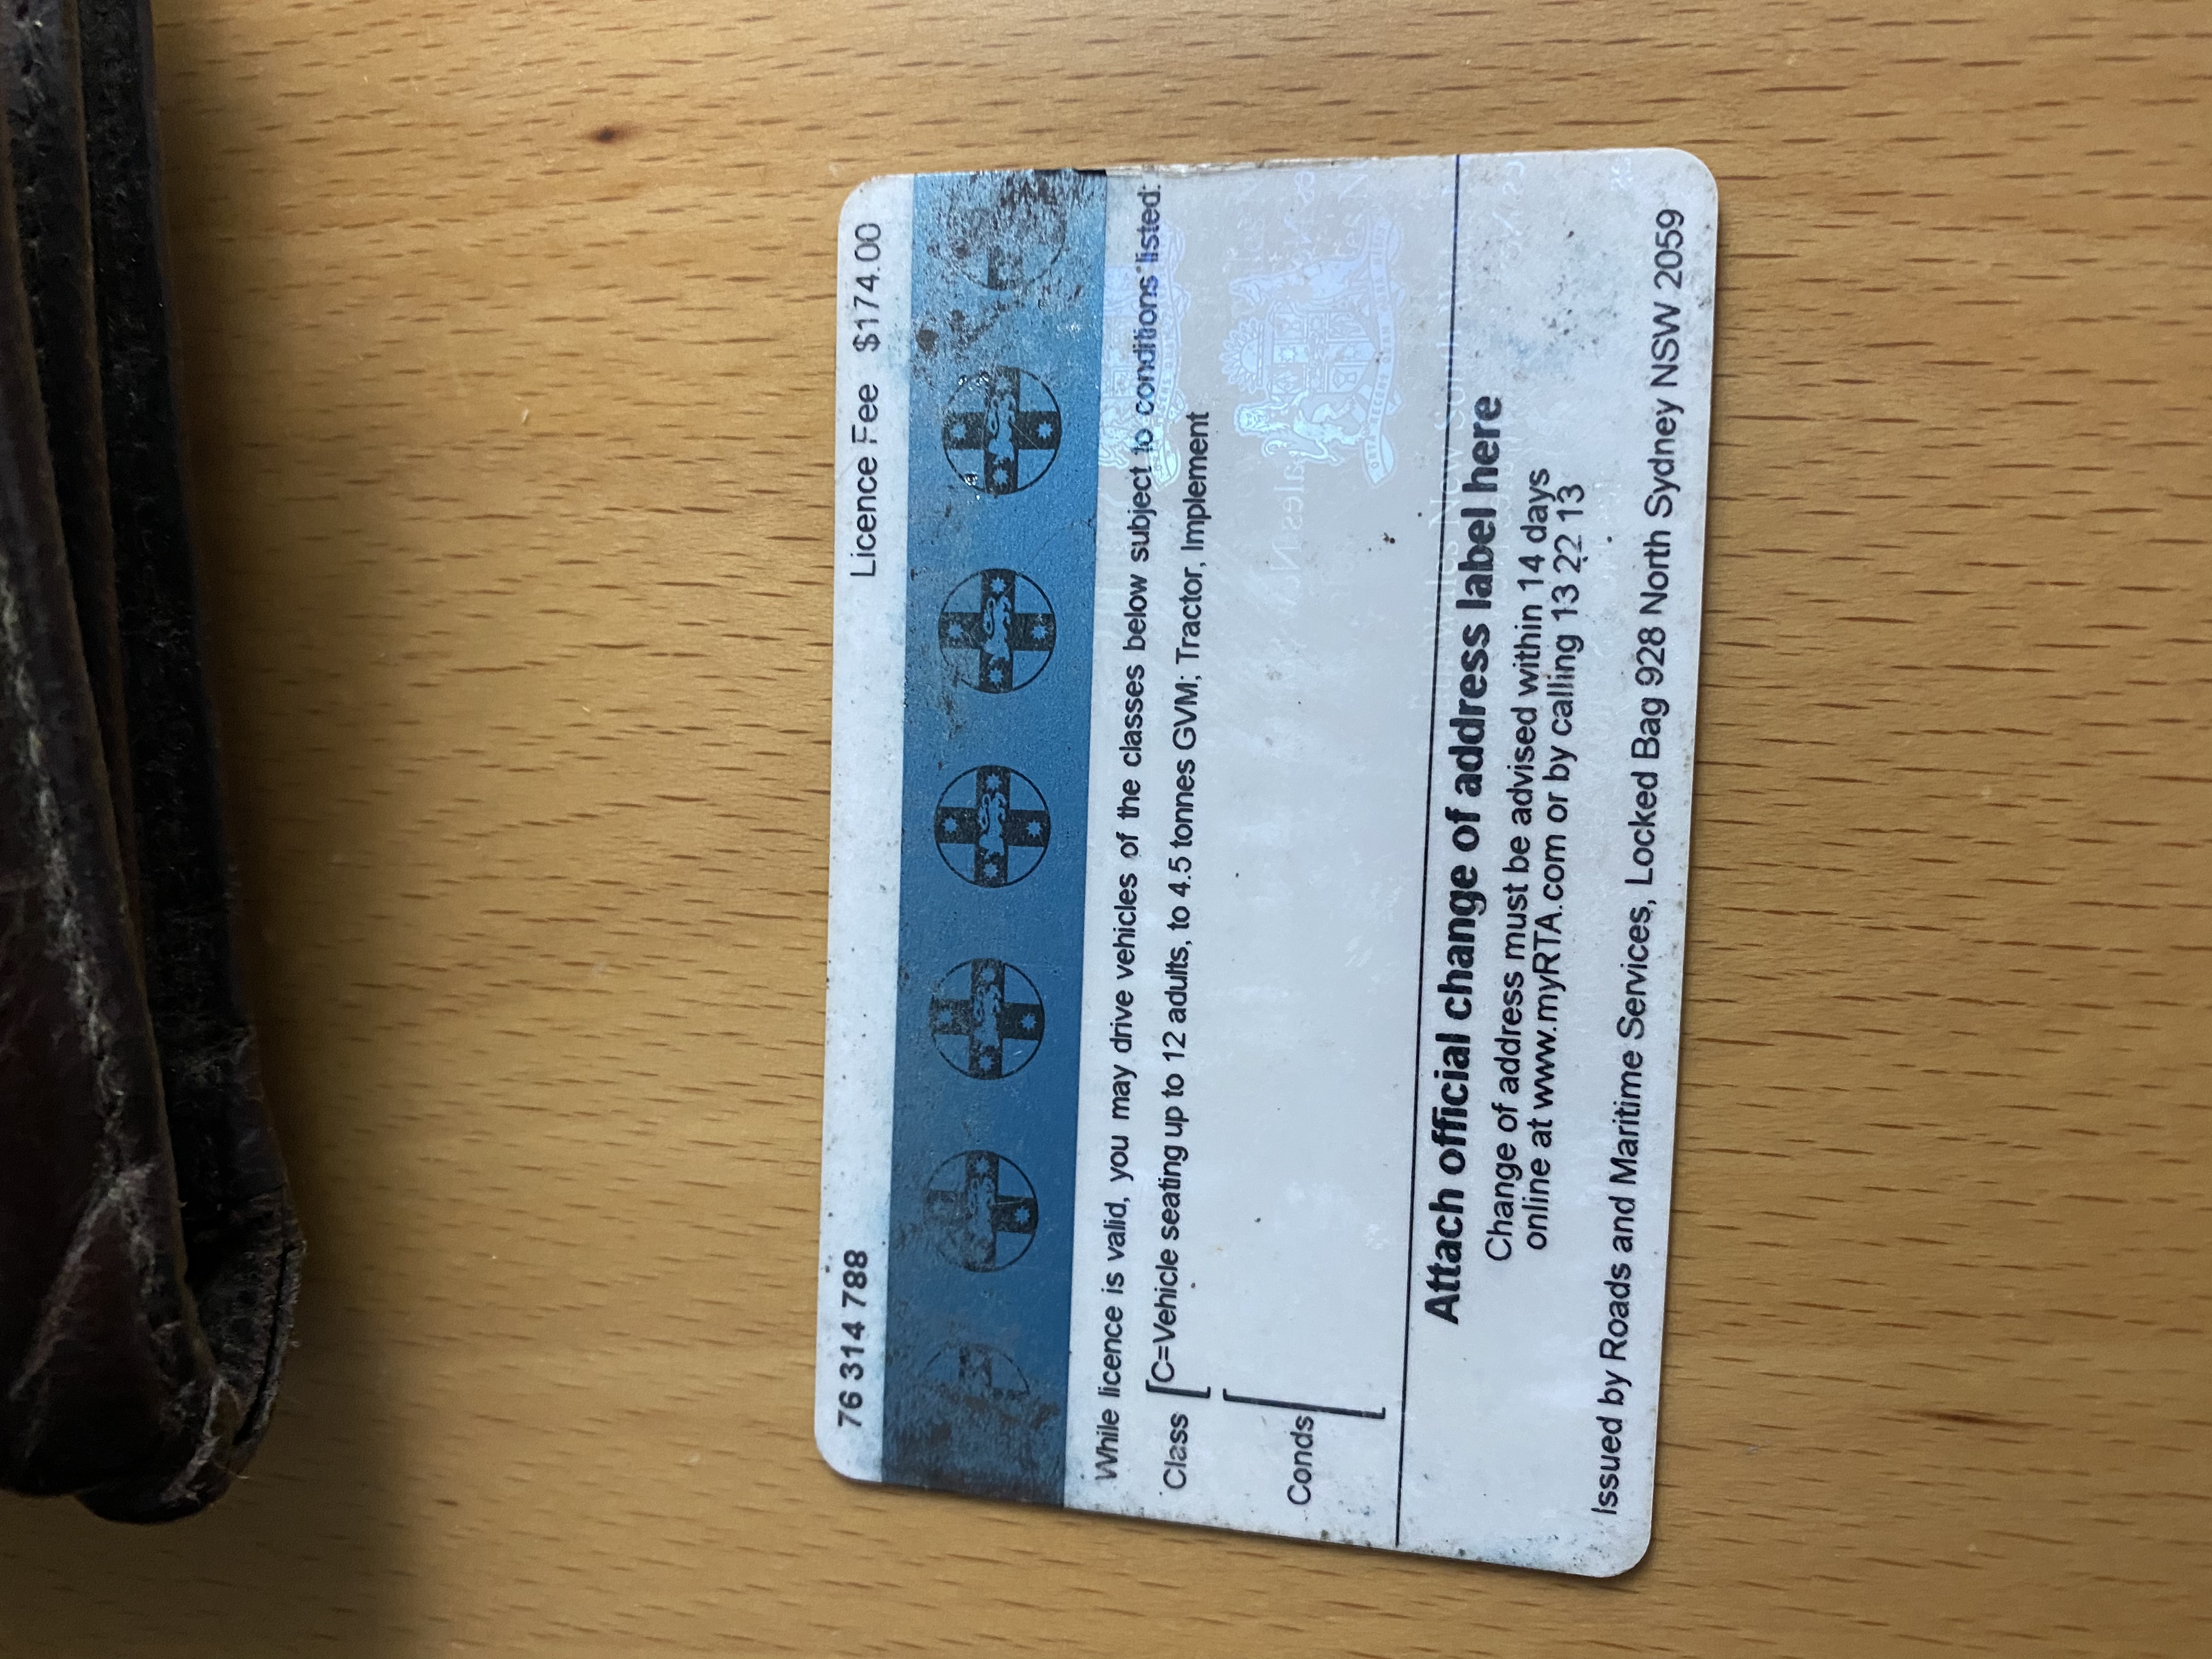 76 314 788 Licence Fee $174.00
While licence is valid, you may drive vehicles of the classes below subject to conditions listed:
Class [C=Vehicle seating up to 12 adults, to 4.5 tonnes GVM; Tractor, Implement
Conds [
Attach official change of address label here
Change of address must be advised within 14 days
online at www.myRTA.com or by calling 13 22 13
Issued by Roads and Maritime Services, Locked Bag 928 North Sydney NSW 2059